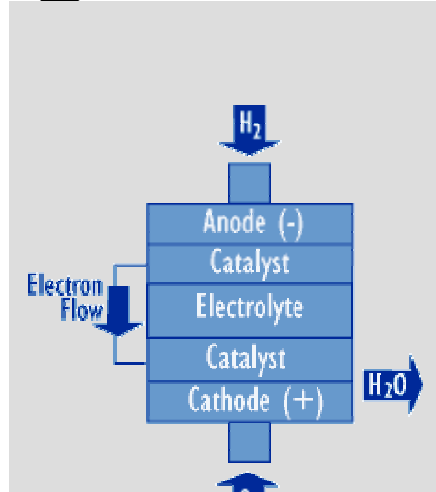 H₂
Anode (-)
Catalyst
Electron
Flow
Electrolyte
Catalyst
Cathode (+)
H₂O